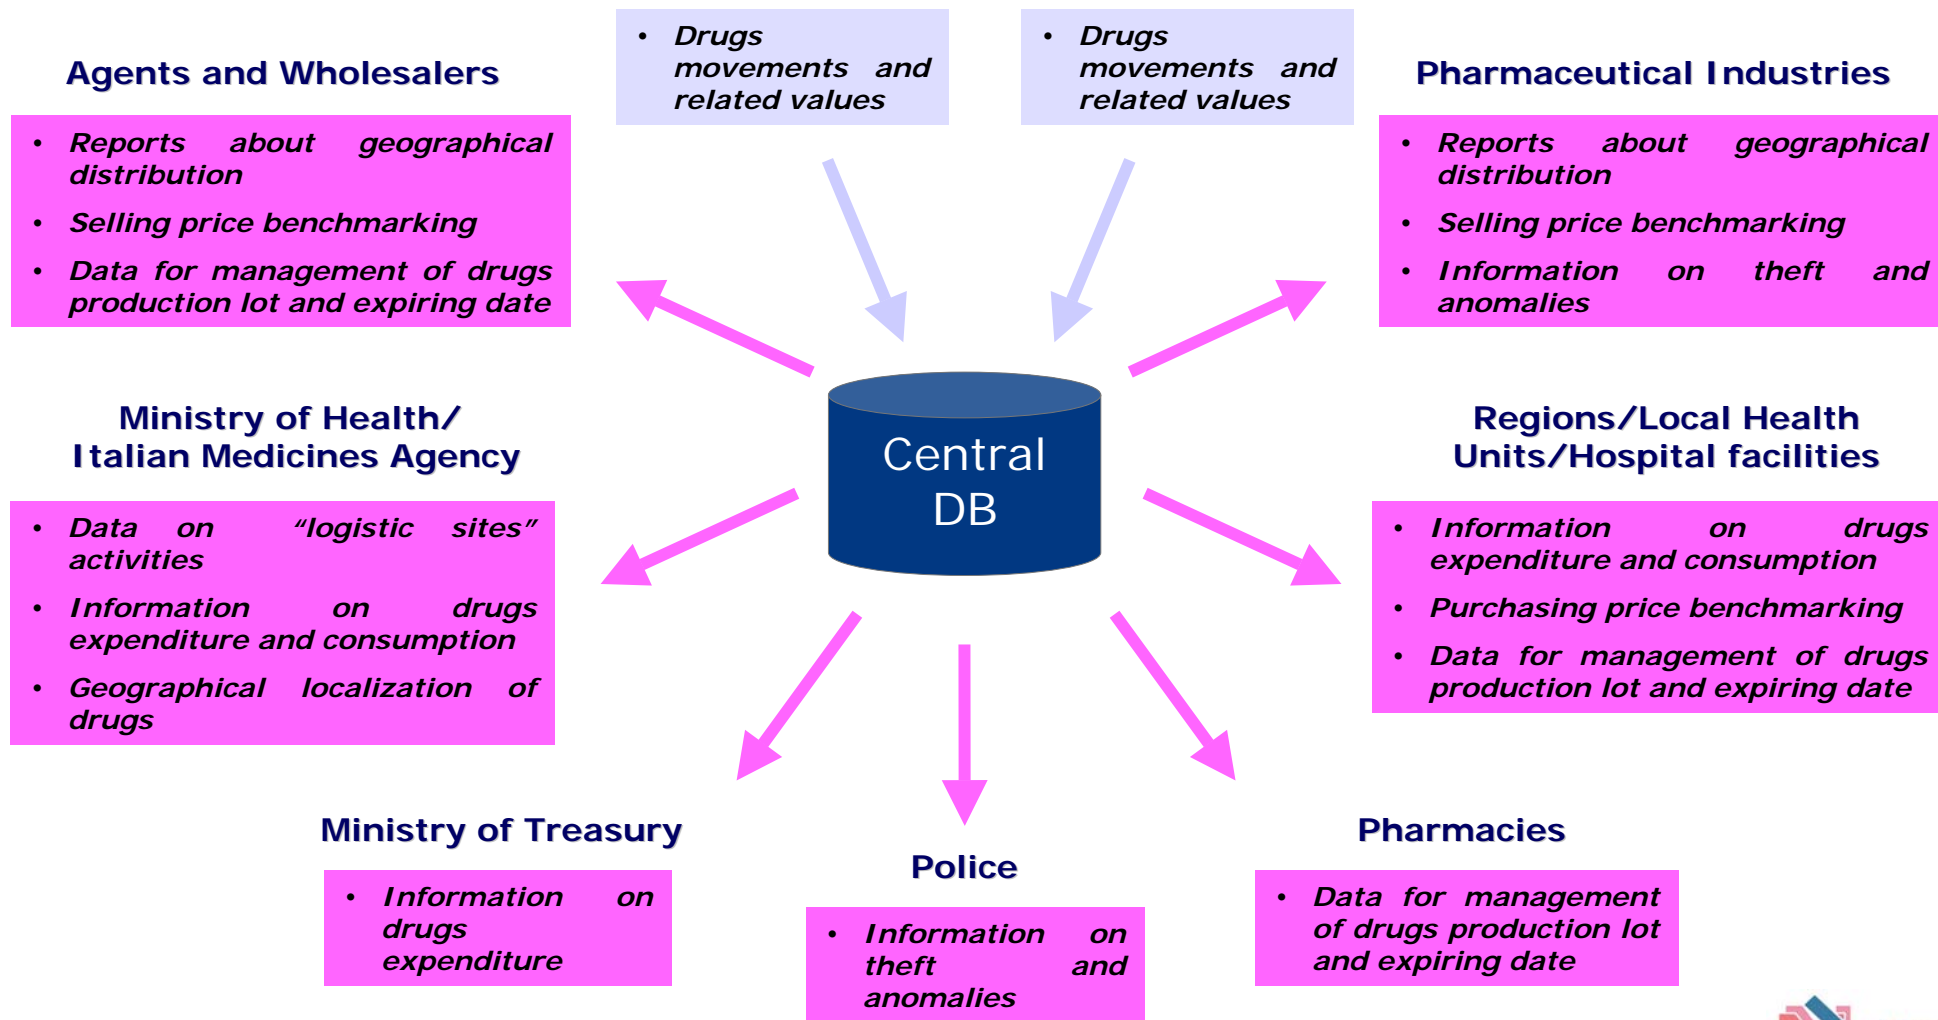 • Drugs
movements and
related values
• Drugs
movements and
related values
Agents and Wholesalers
• Reports about geographical
distribution
• Selling price benchmarking
• Data for management of drugs
production lot and expiring date
Pharmaceutical Industries
• Reports about geographical
distribution
• Selling price benchmarking
• Information on theft and
anomalies
Ministry of Health/
Italian Medicines Agency
• Data on “logistic sites”
activities
• Information on drugs
expenditure and consumption
• Geographical localization of
drugs
Central
DB
Regions/Local Health
Units/Hospital facilities
• Information on drugs
expenditure and consumption
• Purchasing price benchmarking
• Data for management of drugs
production lot and expiring date
Ministry of Treasury
• Information on
drugs
expenditure
Police
• Information on
theft and
anomalies
Pharmacies
• Data for management
of drugs production lot
and expiring date